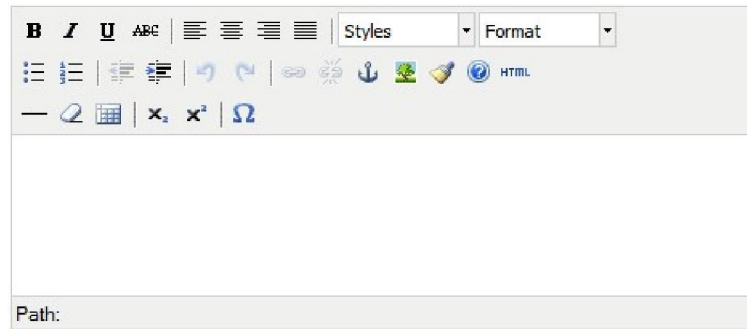 B I U ABC Styles Format
HTML
x₂ x² Ω
Path: